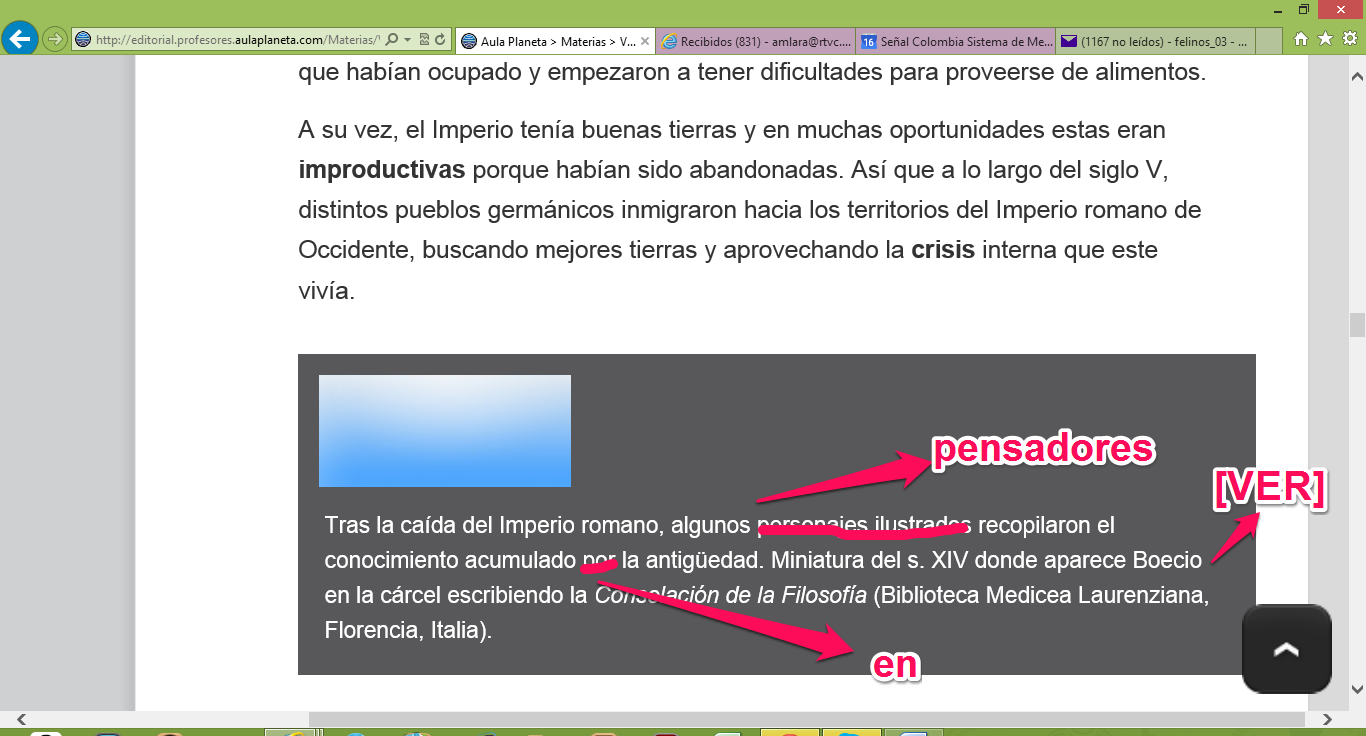 http://editorial.profesores.aulaplaneta.com/Materias/
Aula Planeta > Materias > V...
Recibidos (831) - amlara@rtvc....
16 Señal Colombia Sistema de Me...
(1167 no leídos) - felinos_03 - ...
que habían ocupado y empezaron a tener dificultades para proveerse de alimentos.
A su vez, el Imperio tenía buenas tierras y en muchas oportunidades estas eran
improductivas porque habían sido abandonadas. Así que a lo largo del siglo V,
distintos pueblos germánicos inmigraron hacia los territorios del Imperio romano de
Occidente, buscando mejores tierras y aprovechando la crisis interna que este
vivía.
pensadores
[VER]
Tras la caída del Imperio romano, algunos personajes ilustrados recopilaron el
conocimiento acumulado por la antigüedad. Miniatura del s. XIV donde aparece Boecio
en la cárcel escribiendo la Consolación de la Filosofía (Biblioteca Medicea Laurenziana,
Florencia, Italia).
en